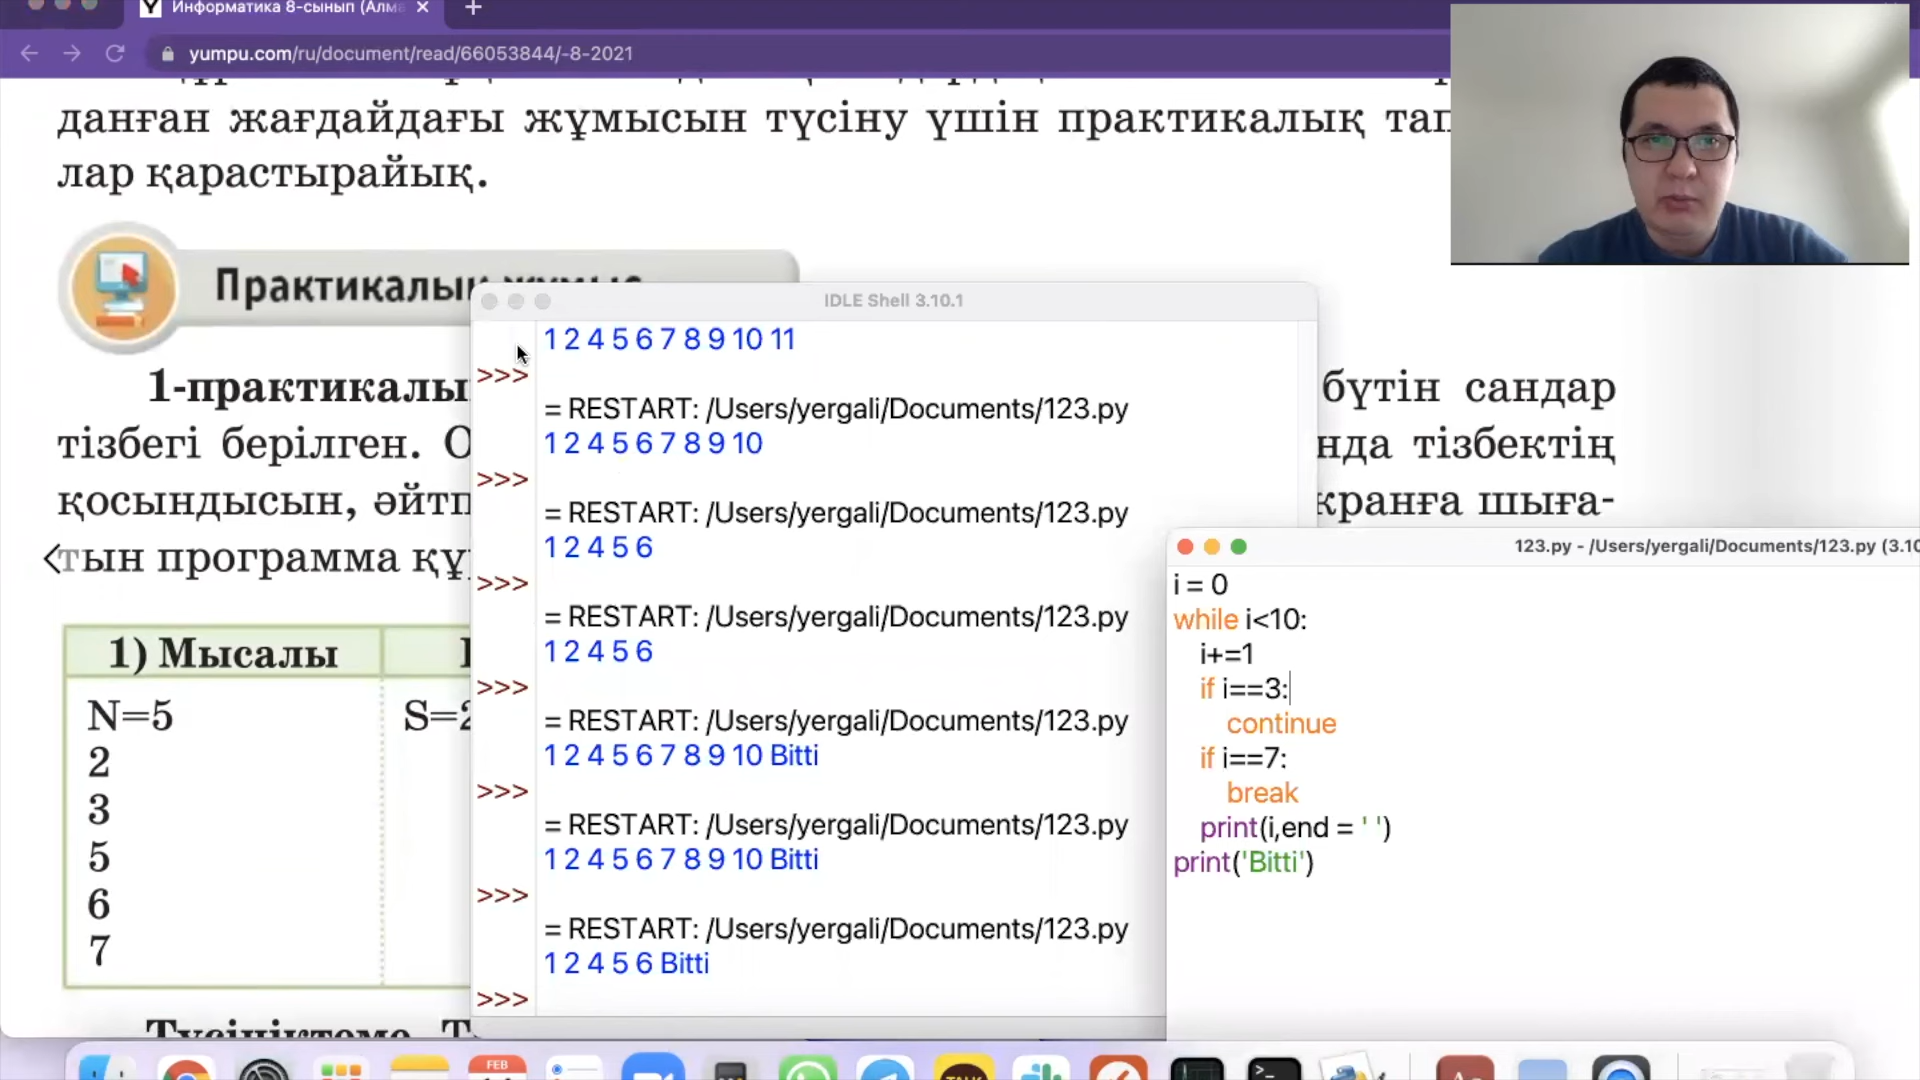 Информатика 8-сынып (Алма
yumpu.com/ru/document/read/66053844/-8-2021
данған жағдайдағы жұмысын түсіну үшін практикалық тап
лар қарастырайық.
Практикалық жұмыс
IDLE Shell 3.10.1
1 2 4 5 6 7 8 9 10 11
>>>
= RESTART: /Users/yergali/Documents/123.py
1 2 4 5 6 7 8 9 10
>>>
= RESTART: /Users/yergali/Documents/123.py
1 2 4 5 6
>>>
= RESTART: /Users/yergali/Documents/123.py
1 2 4 5 6
>>>
= RESTART: /Users/yergali/Documents/123.py
1 2 4 5 6 7 8 9 10 Bitti
>>>
= RESTART: /Users/yergali/Documents/123.py
1 2 4 5 6 7 8 9 10 Bitti
>>>
= RESTART: /Users/yergali/Documents/123.py
1 2 4 5 6 Bitti
>>>
1-практикалы бүтін сандар
тізбегі берілген. О нда тізбектің
қосындысын, әйтп кранға шыға-
тын программа құ
1) Мысалы
N=5 S=2
2
3
5
6
7
123.py - /Users/yergali/Documents/123.py (3.10
i = 0
while i<10:
i+=1
if i==3:
continue
if i==7:
break
print(i,end = ' ')
print('Bitti')
FEB